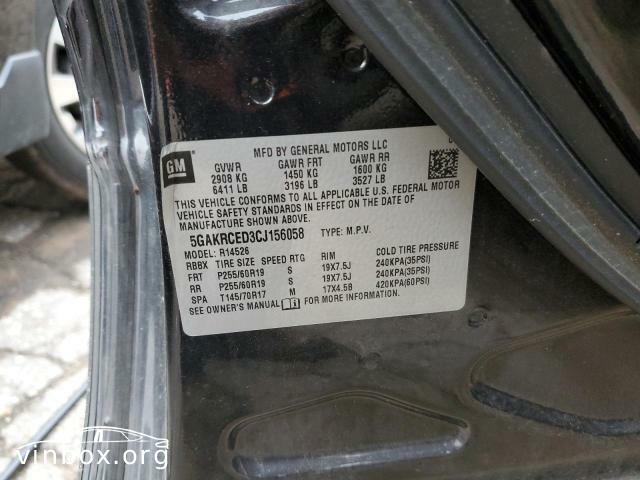 MFD BY GENERAL MOTORS LLC
GM
GVWR GAWR FRT GAWR RR
2908 KG 1450 KG 1600 KG
6411 LB 3196 LB 3527 LB
THIS VEHICLE CONFORMS TO ALL APPLICABLE U.S. FEDERAL MOTOR
VEHICLE SAFETY STANDARDS IN EFFECT ON THE DATE OF
MANUFACTURE SHOWN ABOVE.
5GAKRCED3CJ156058 TYPE: M.P.V.
MODEL: R14526
RBBX TIRE SIZE SPEED RTG RIM COLD TIRE PRESSURE
FRT P255/60R19 S 19X7.5J 240KPA(35PSI)
RR P255/60R19 S 19X7.5J 240KPA(35PSI)
SPA T145/70R17 M 17X4.5B 420KPA(60PSI)
SEE OWNER'S MANUAL FOR MORE INFORMATION.
vinbox.org